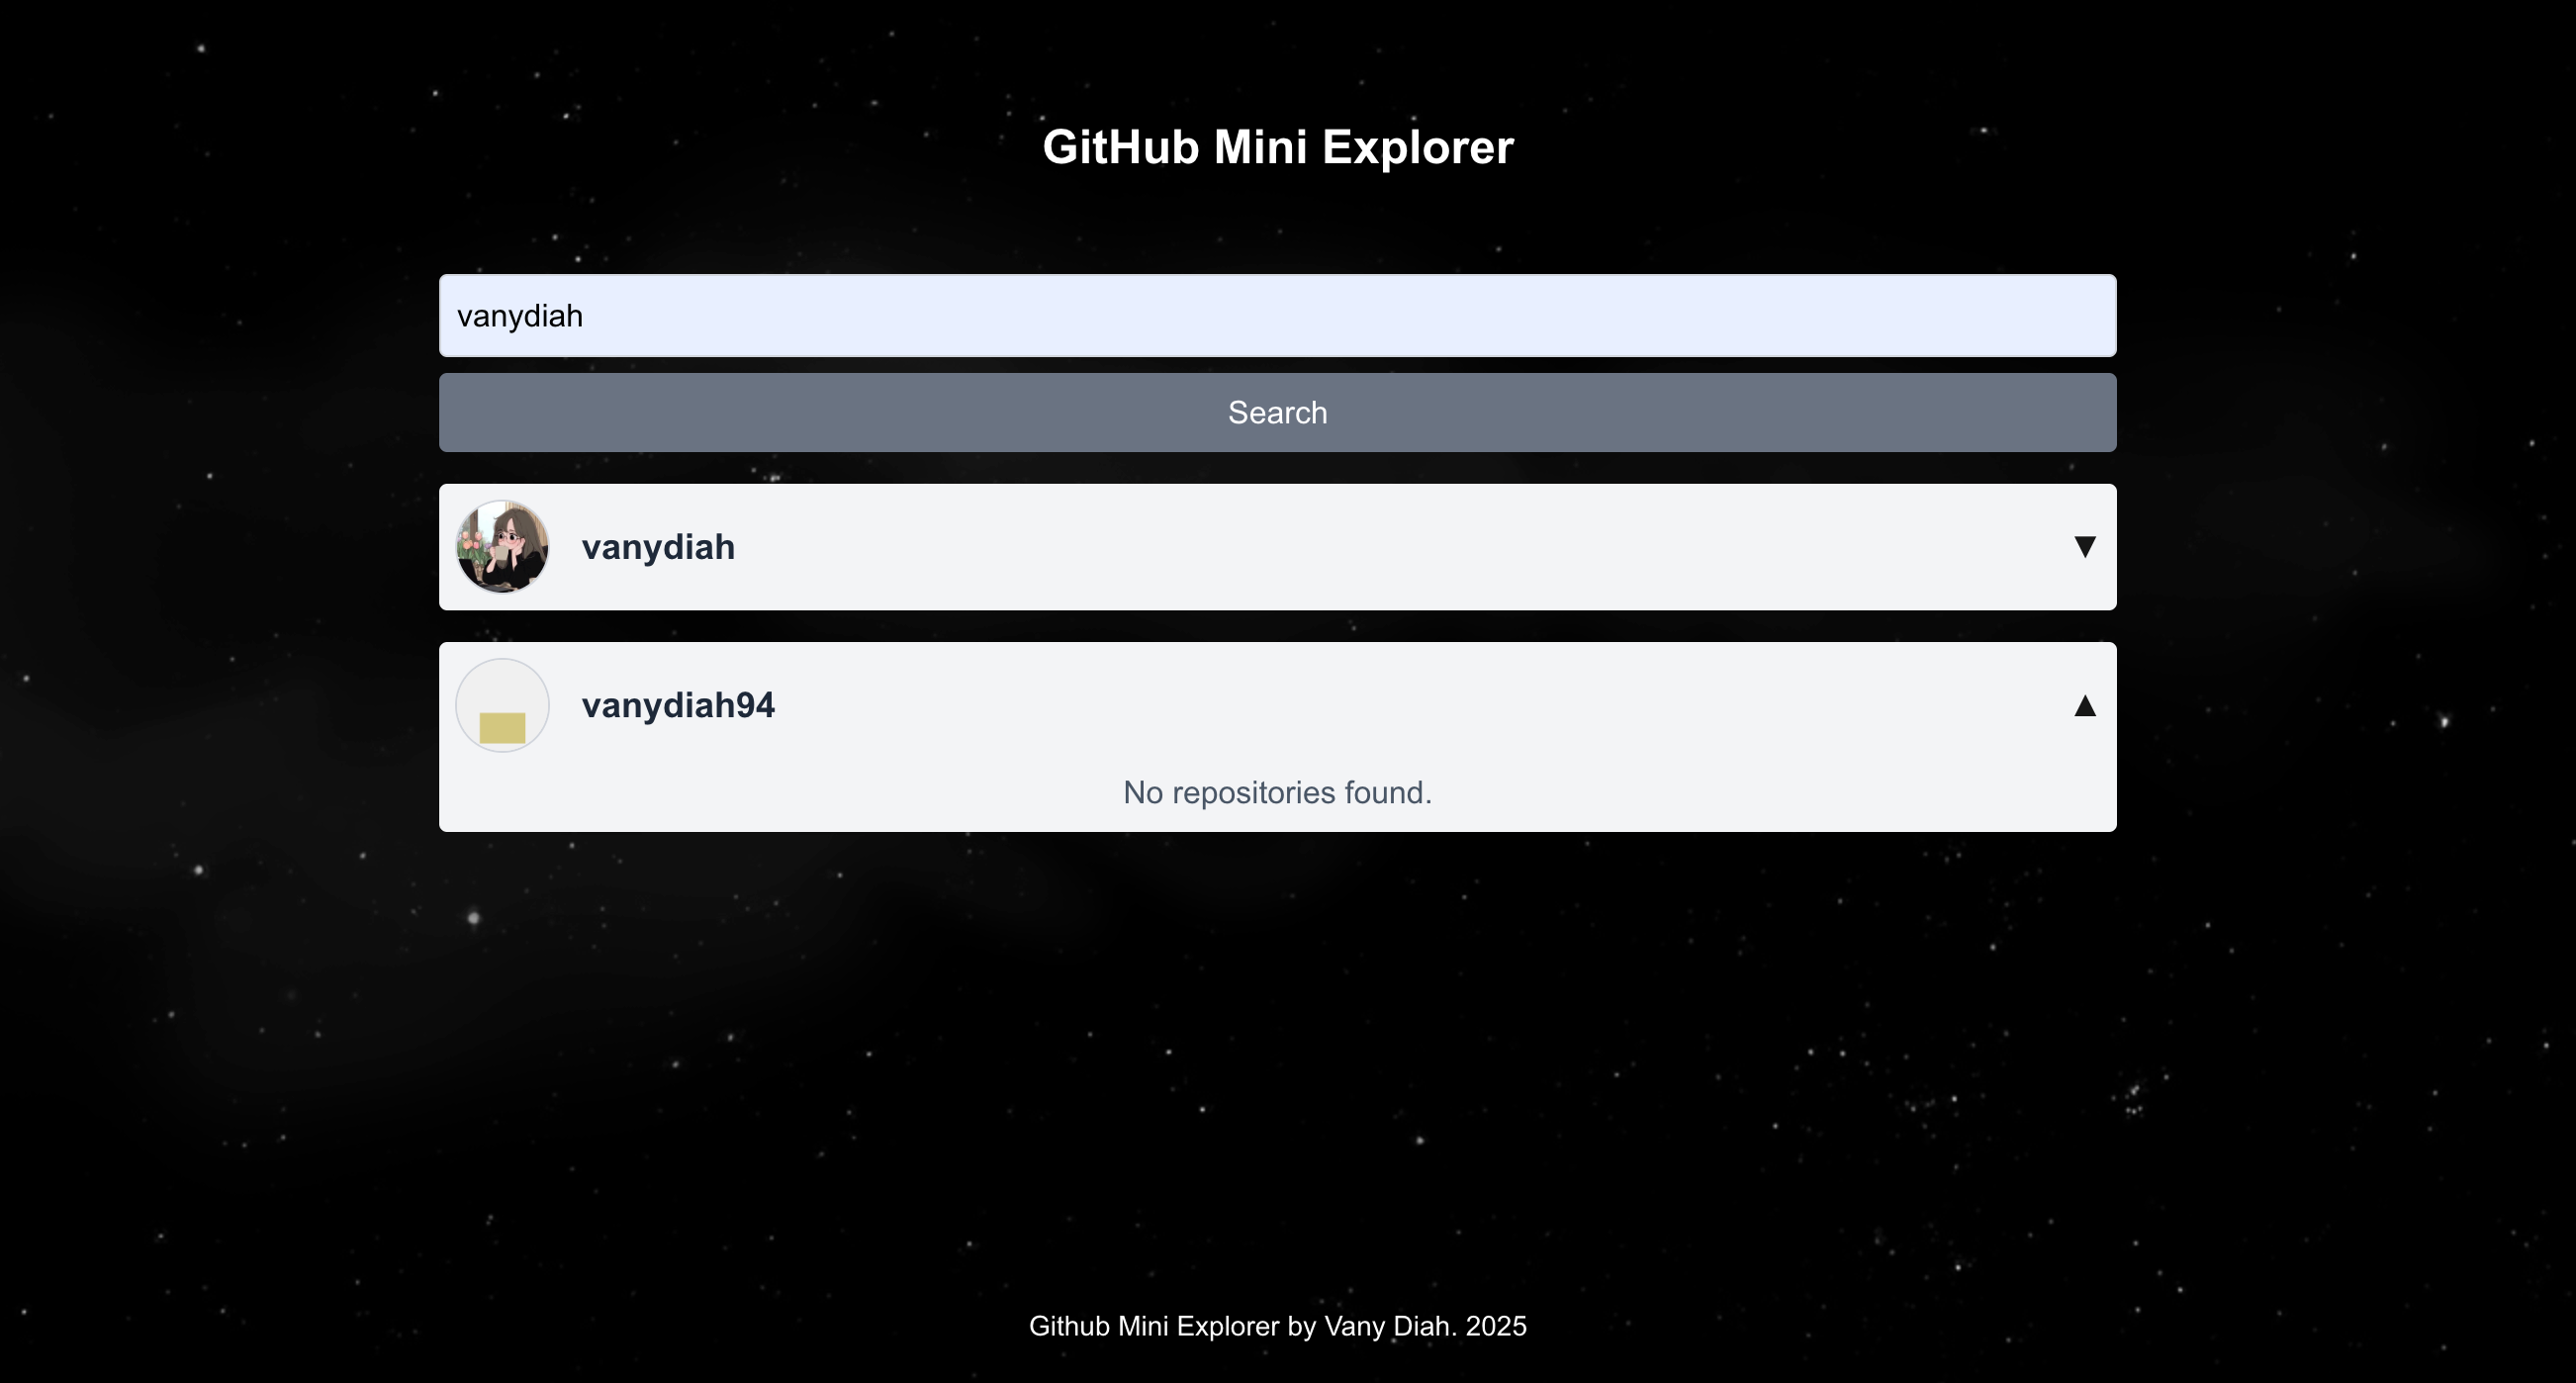 GitHub Mini Explorer
vanydiah
Search
vanydiah
▼
vanydiah94
▲
No repositories found.
Github Mini Explorer by Vany Diah. 2025